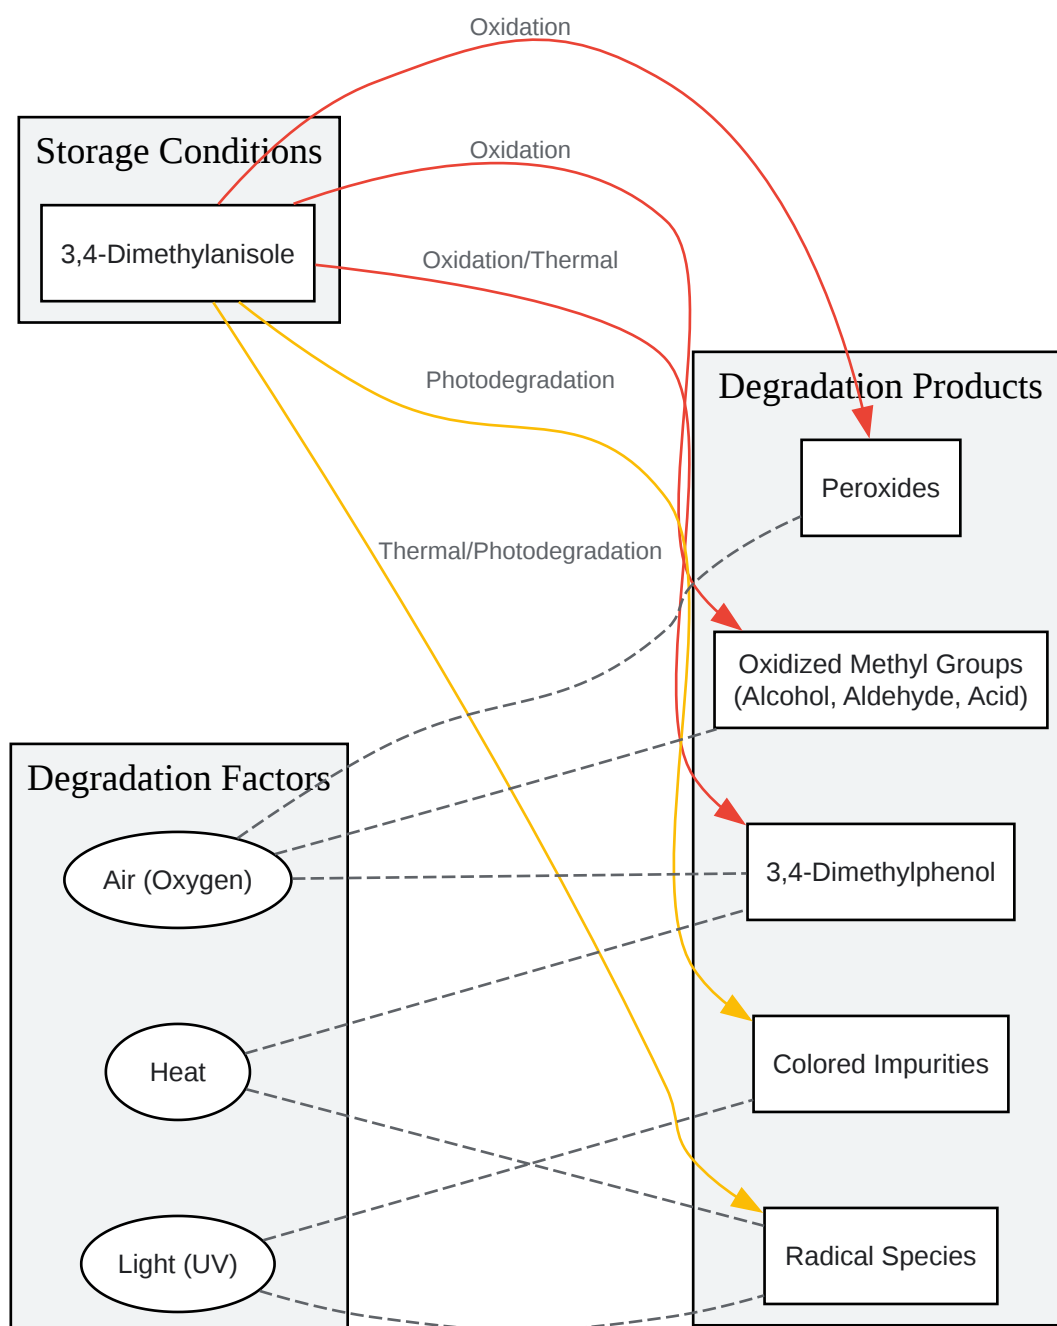 Oxidation
Storage Conditions
Oxidation
3,4-Dimethylanisole
Oxidation/Thermal
Photodegradation
Degradation Products
Peroxides
Thermal/Photodegradation
Oxidized Methyl Groups
(Alcohol, Aldehyde, Acid)
Degradation Factors
Air (Oxygen)
3,4-Dimethylphenol
Heat
Colored Impurities
Light (UV)
Radical Species